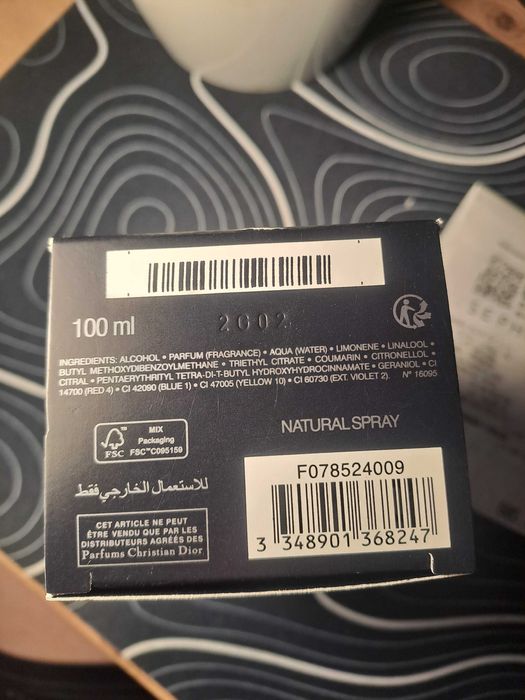 100 ml
2G02
INGREDIENTS: ALCOHOL • PARFUM (FRAGRANCE) • AQUA (WATER) • LIMONENE • LINALOOL •
BUTYL METHOXYDIBENZOYLMETHANE • TRIETHYL CITRATE • COUMARIN • CITRONELLOL •
CITRAL • PENTAERYTHRITYL TETRA-DI-T-BUTYL HYDROXYHYDROCINNAMATE • GERANIOL • CI
14700 (RED 4) • CI 42090 (BLUE 1) • CI 47005 (YELLOW 10) • CI 60730 (EXT. VIOLET 2). N° 16095
FSC
MIX
Packaging
FSC™C095159
NATURAL SPRAY
للاستعمال الخارجي فقط
CET ARTICLE NE PEUT
ÊTRE VENDU QUE PAR LES
DISTRIBUTEURS AGRÉÉS DES
Parfums Christian Dior
F078524009
3 348901 368247